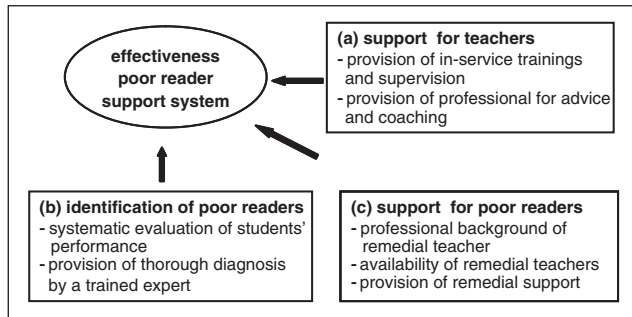 effectiveness
poor reader
support system
(a) support for teachers
- provision of in-service trainings
and supervision
- provision of professional for advice
and coaching
(b) identification of poor readers
- systematic evaluation of students’
performance
- provision of thorough diagnosis
by a trained expert
(c) support for poor readers
- professional background of
remedial teacher
- availability of remedial teachers
- provision of remedial support